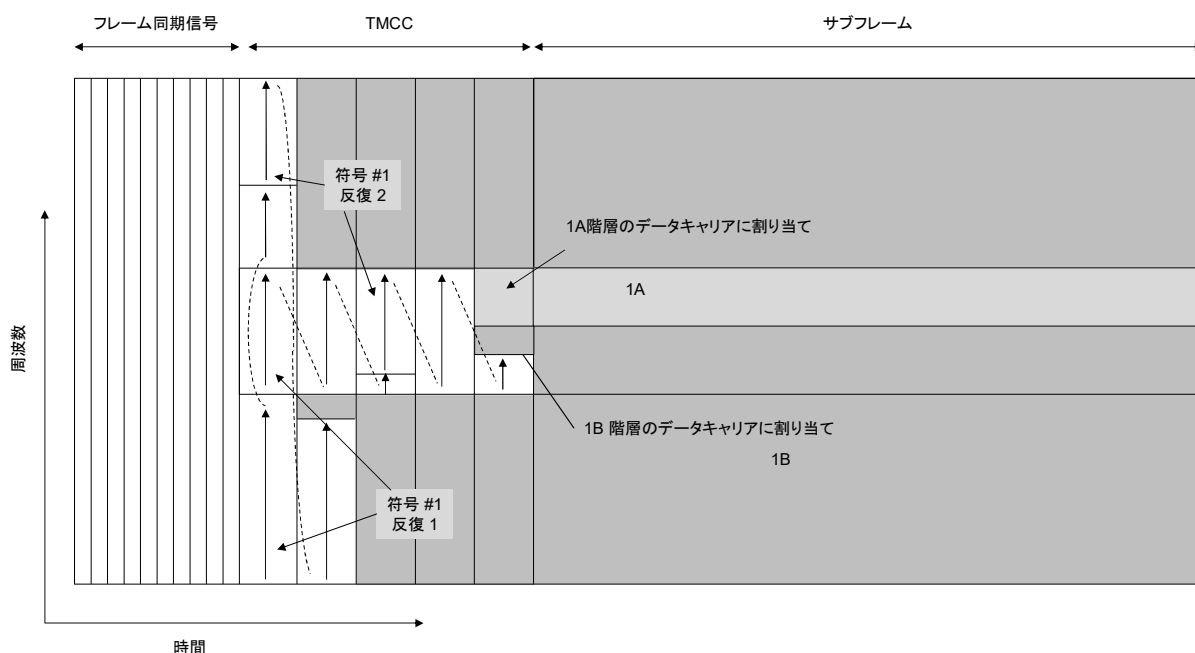 フレーム同期信号
TMCC
サブフレーム
符号 #1
反復 2
1A階層のデータキャリアに割り当て
1A
周波数
1B 階層のデータキャリアに割り当て
1B
符号 #1
反復 1
時間